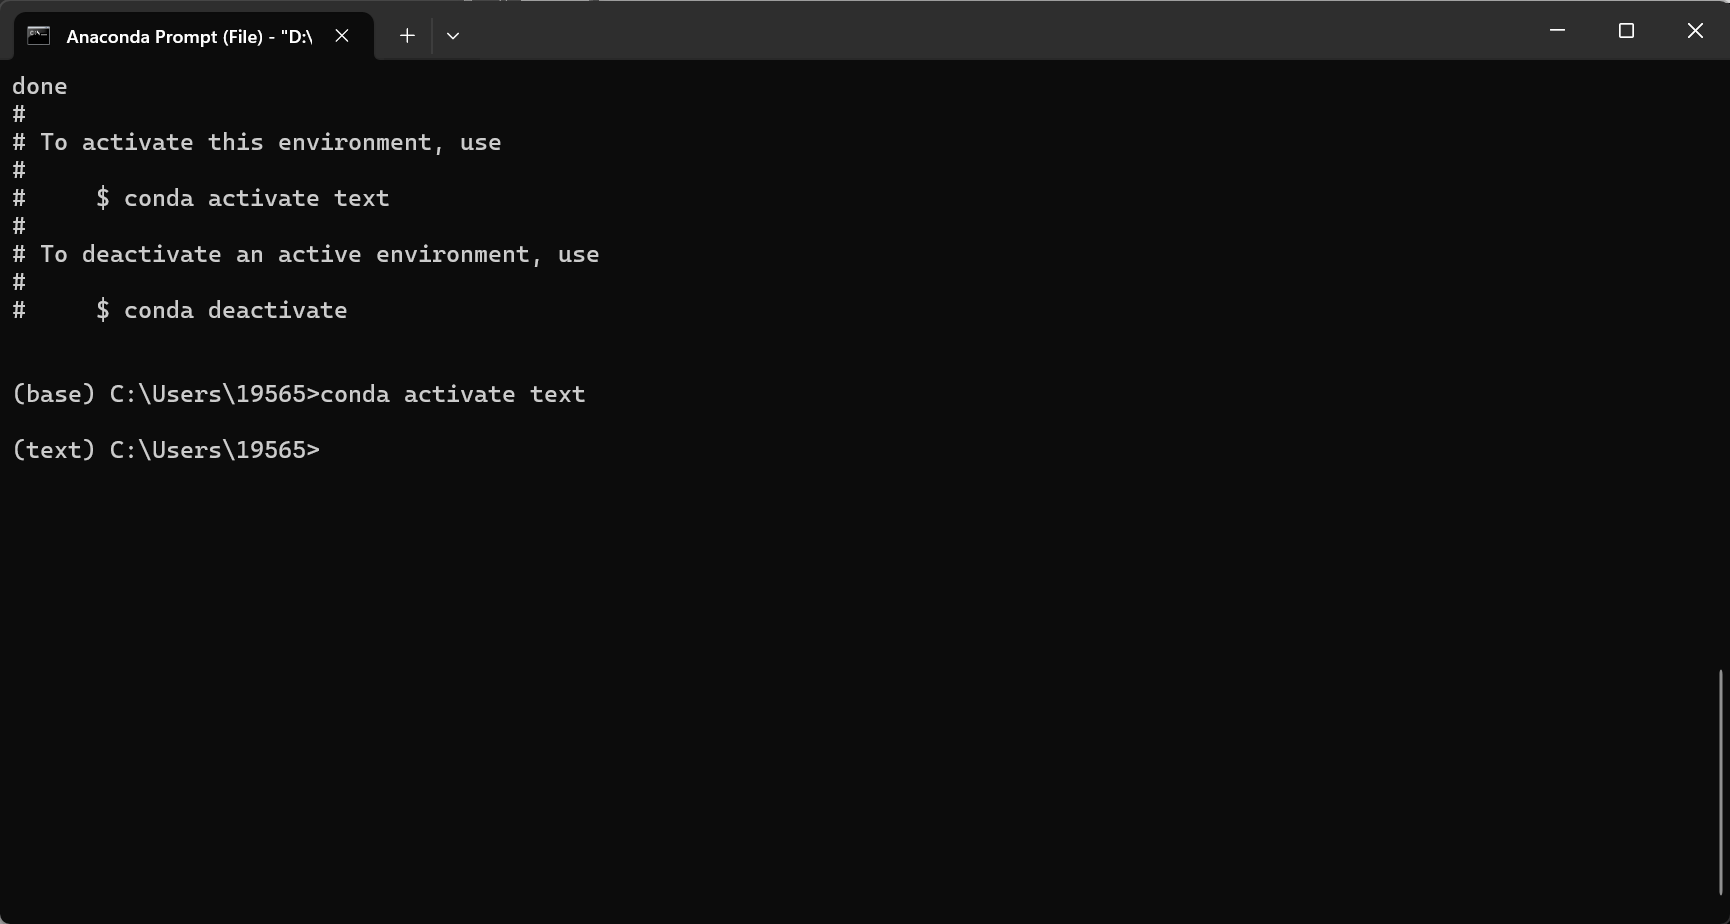 Anaconda Prompt (File) - "D:\
done
#
# To activate this environment, use
#
#     $ conda activate text
#
# To deactivate an active environment, use
#
#     $ conda deactivate
(base) C:\Users\19565>conda activate text
(text) C:\Users\19565>